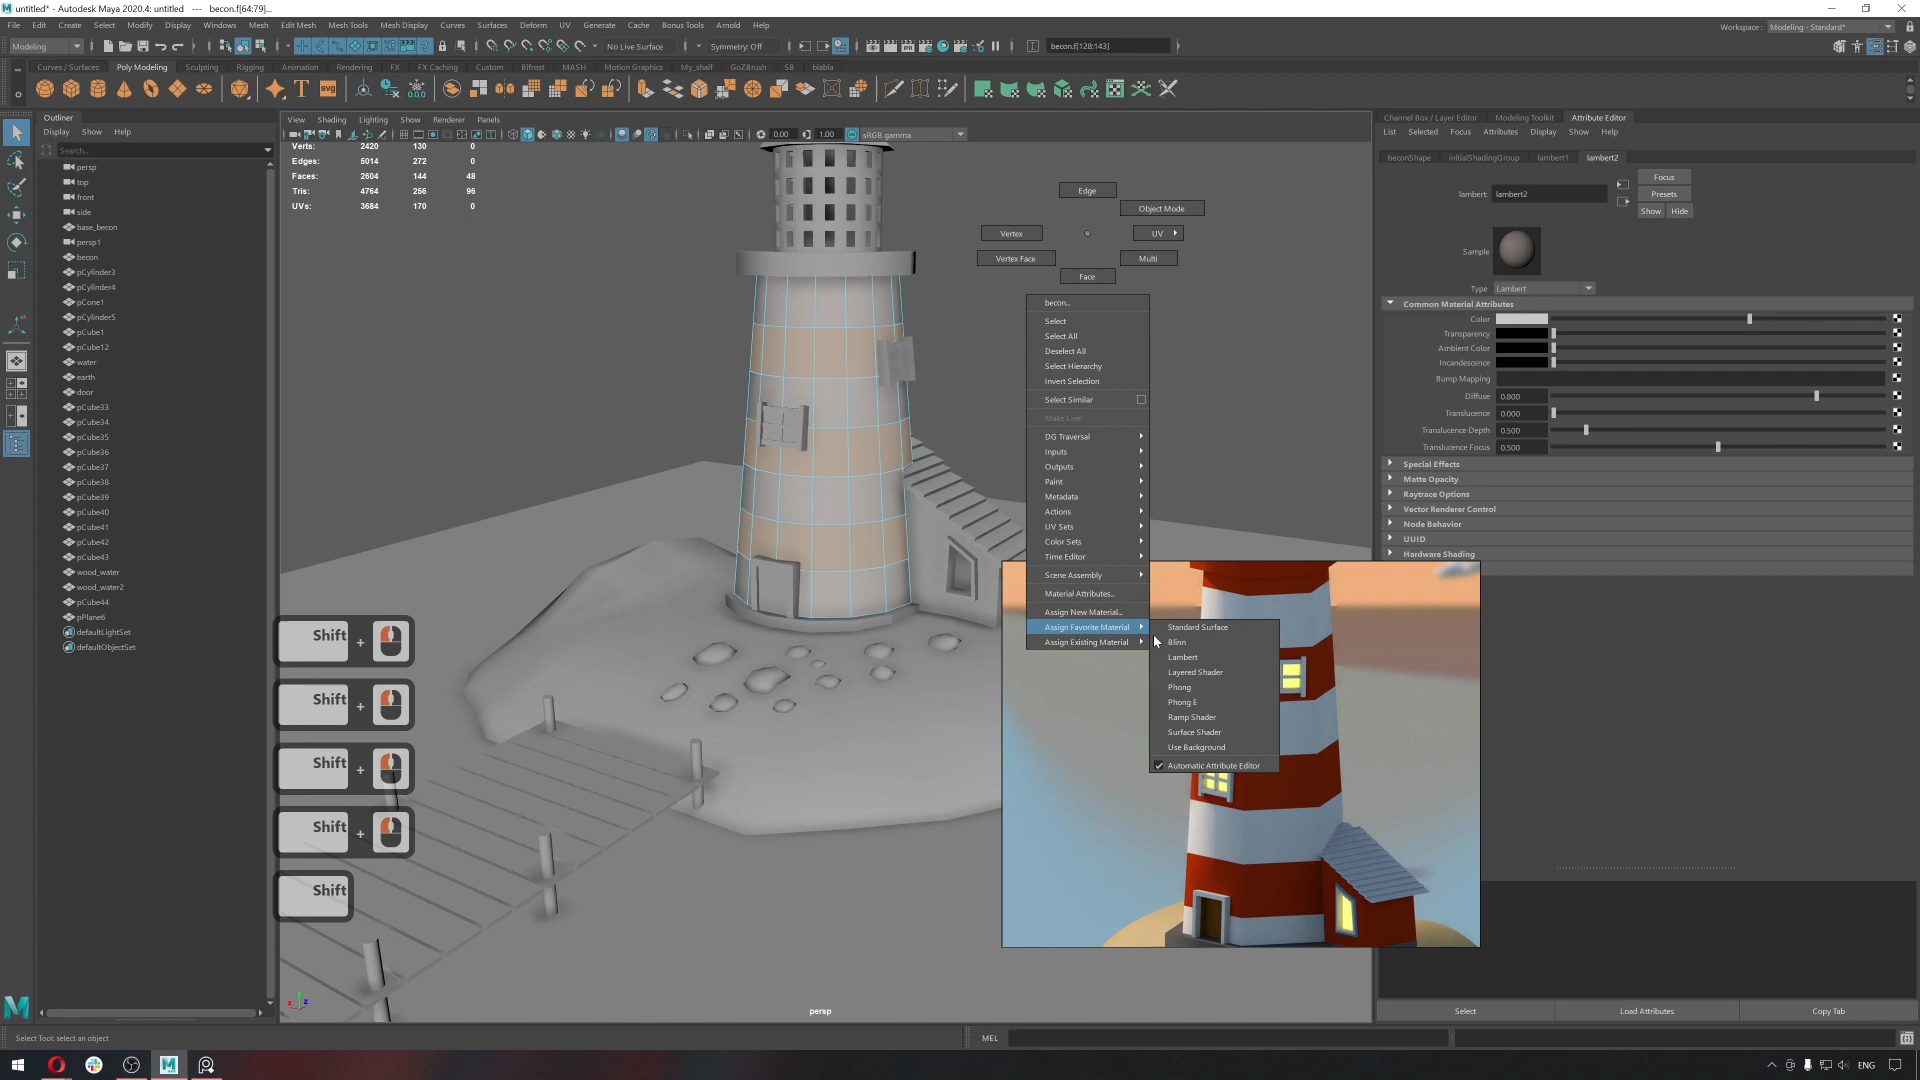 untitled* - Autodesk Maya 2020.4: untitled --- becon.f[64:79]...
File Edit Create Select Modify Display Windows Mesh Edit Mesh Mesh Tools Mesh Display Curves Surfaces Deform UV Generate Cache Bonus Tools Arnold Help
Workspace: Modeling - Standard*
Modeling No Live Surface Symmetry: Off becon.f[128:143]
Curves / Surfaces Poly Modeling Sculpting Rigging Animation Rendering FX FX Caching Custom Bifrost MASH Motion Graphics My_shelf GoZBrush SB blabla
SVG 0,0,0
Outliner
Display Show Help
Search...
persp
top
front
side
base_becon
persp1
becon
pCylinder3
pCylinder4
pCone1
pCylinder5
pCube1
pCube12
water
earth
door
pCube33
pCube34
pCube35
pCube36
pCube37
pCube38
pCube39
pCube40
pCube41
pCube42
pCube43
wood_water
wood_water2
pCube44
pPlane6
defaultLightSet
defaultObjectSet
View Shading Lighting Show Renderer Panels
0.00 1.00 sRGB gamma
Verts: 2420 130 0
Edges: 5014 272 0
Faces: 2604 144 48
Tris: 4764 256 96
UVs: 3684 170 0
Edge
Object Mode
Vertex UV
Vertex Face Multi
Face
becon...
Select
Select All
Deselect All
Select Hierarchy
Invert Selection
Select Similar
Make Live
DG Traversal
Inputs
Outputs
Paint
Metadata
Actions
UV Sets
Color Sets
Time Editor
Scene Assembly
Material Attributes...
Assign New Material...
Assign Favorite Material
Assign Existing Material
Standard Surface
Blinn
Lambert
Layered Shader
Phong
Phong E
Ramp Shader
Surface Shader
Use Background
Automatic Attribute Editor
Shift +
Shift +
Shift +
Shift +
Shift
persp
Channel Box / Layer Editor Modeling Toolkit Attribute Editor
List Selected Focus Attributes Display Show Help
beconShape initialShadingGroup lambert1 lambert2
lambert: lambert2
Focus
Presets
Show Hide
Sample
Type Lambert
Common Material Attributes
Color
Transparency
Ambient Color
Incandescence
Bump Mapping
Diffuse 0.800
Translucence 0.000
Translucence Depth 0.500
Translucence Focus 0.500
Special Effects
Matte Opacity
Raytrace Options
Vector Renderer Control
Node Behavior
UUID
Hardware Shading
Select Load Attributes Copy Tab
Select Tool: select an object MEL
ENG